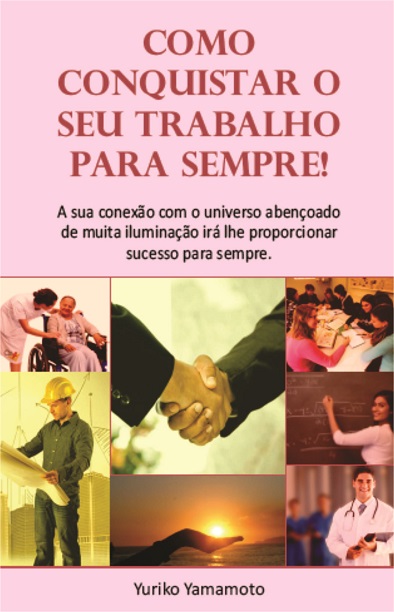 COMO
CONQUISTAR O
SEU TRABALHO
PARA SEMPRE!
A sua conexão com o universo abençoado
de muita iluminação irá lhe proporcionar
sucesso para sempre.
Yuriko Yamamoto